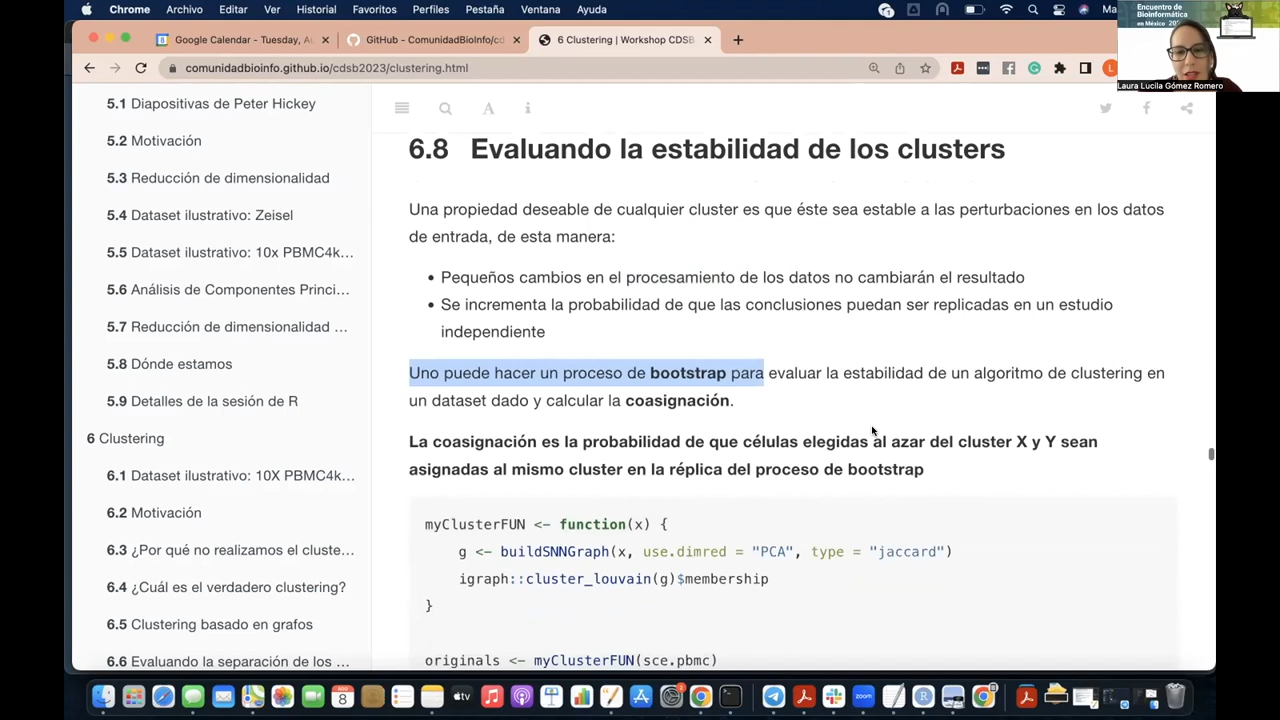 Chrome Archivo Editar Ver Historial Favoritos Perfiles Pestaña Ventana Ayuda Ma
Encuentro de
Bioinformática
en México 20
Google Calendar - Tuesday, Au
GitHub - ComunidadBioInfo/cd
6 Clustering | Workshop CDSB
comunidadbioinfo.github.io/cdsb2023/clustering.html
Laura Lucila Gómez Romero
5.1 Diapositivas de Peter Hickey
5.2 Motivación
5.3 Reducción de dimensionalidad
5.4 Dataset ilustrativo: Zeisel
5.5 Dataset ilustrativo: 10x PBMC4k...
5.6 Análisis de Componentes Princi...
5.7 Reducción de dimensionalidad ...
5.8 Dónde estamos
5.9 Detalles de la sesión de R
6 Clustering
6.1 Dataset ilustrativo: 10X PBMC4k...
6.2 Motivación
6.3 ¿Por qué no realizamos el cluste...
6.4 ¿Cuál es el verdadero clustering?
6.5 Clustering basado en grafos
6.6 Evaluando la separación de los ...
6.8 Evaluando la estabilidad de los clusters
Una propiedad deseable de cualquier cluster es que éste sea estable a las perturbaciones en los datos
de entrada, de esta manera:
• Pequeños cambios en el procesamiento de los datos no cambiarán el resultado
• Se incrementa la probabilidad de que las conclusiones puedan ser replicadas en un estudio
independiente
Uno puede hacer un proceso de bootstrap para evaluar la estabilidad de un algoritmo de clustering en
un dataset dado y calcular la coasignación.
La coasignación es la probabilidad de que células elegidas al azar del cluster X y Y sean
asignadas al mismo cluster en la réplica del proceso de bootstrap
myClusterFUN <- function(x) {
g <- buildSNNGraph(x, use.dimred = "PCA", type = "jaccard")
igraph::cluster_louvain(g)$membership
}
originals <- myClusterFUN(sce.pbmc)